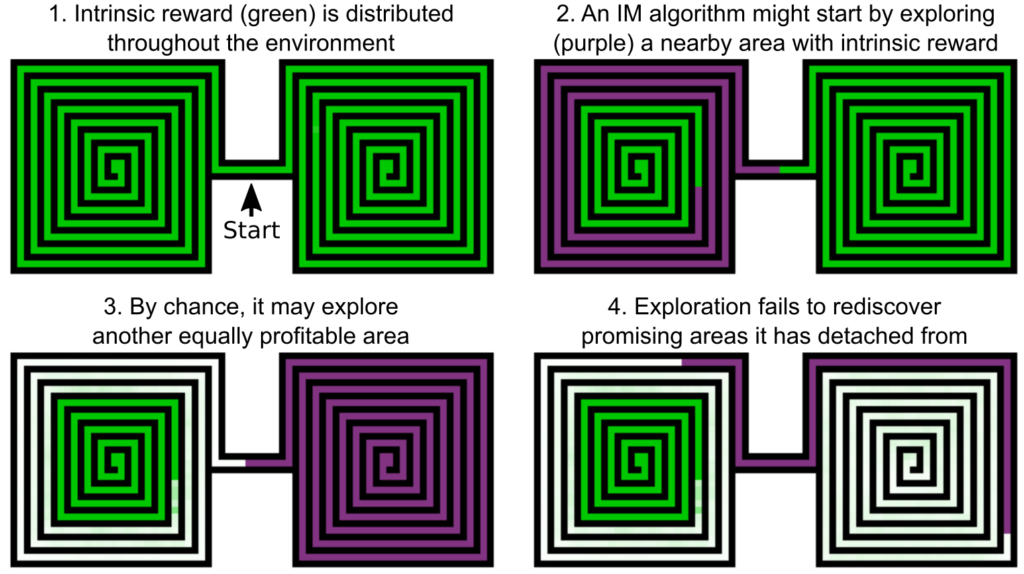 1. Intrinsic reward (green) is distributed
throughout the environment
2. An IM algorithm might start by exploring
(purple) a nearby area with intrinsic reward
Start
3. By chance, it may explore
another equally profitable area
4. Exploration fails to rediscover
promising areas it has detached from